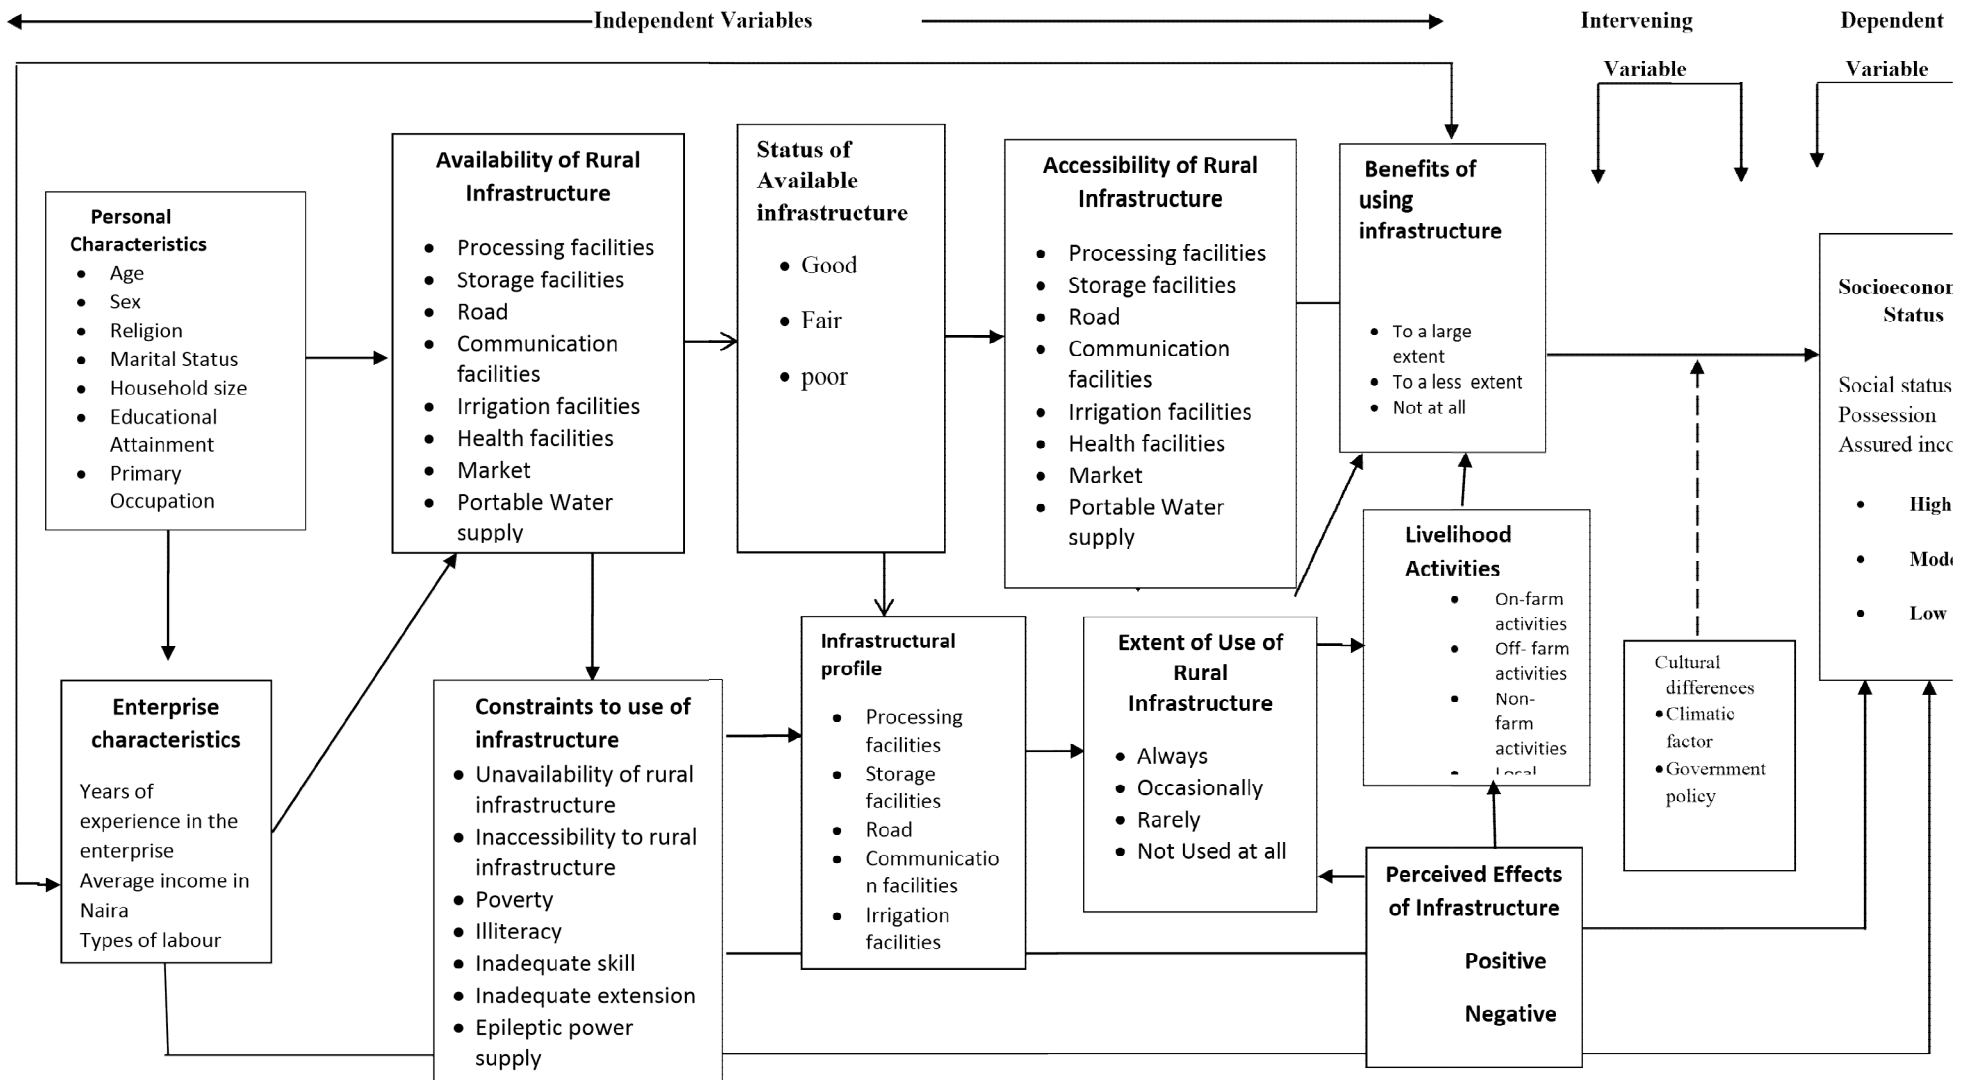 Independent Variables
Intervening
Variable
Dependent
Variable
Personal
Characteristics
• Age
• Sex
• Religion
• Marital Status
• Household size
• Educational
Attainment
• Primary
Occupation
Availability of Rural
Infrastructure
• Processing facilities
• Storage facilities
• Road
• Communication
facilities
• Irrigation facilities
• Health facilities
• Market
• Portable Water
supply
Status of
Available
infrastructure
• Good
• Fair
• poor
Accessibility of Rural
Infrastructure
• Processing facilities
• Storage facilities
• Road
• Communication
facilities
• Irrigation facilities
• Health facilities
• Market
• Portable Water
supply
Benefits of
using
infrastructure
• To a large
extent
• To a less extent
• Not at all
Socioecono
Status
Social status
Possession
Assured inc
• High
• Mod
• Low
Enterprise
characteristics
Years of
experience in the
enterprise
Average income in
Naira
Types of labour
Constraints to use of
infrastructure
• Unavailability of rural
infrastructure
• Inaccessibility to rural
infrastructure
• Poverty
• Illiteracy
• Inadequate skill
• Inadequate extension
• Epileptic power
supply
Infrastructural
profile
• Processing
facilities
• Storage
facilities
• Road
• Communicatio
n facilities
• Irrigation
facilities
Extent of Use of
Rural
Infrastructure
• Always
• Occasionally
• Rarely
• Not Used at all
Livelihood
Activities
• On-farm
activities
• Off- farm
activities
• Non-
farm
activities
• Local
Perceived Effects
of Infrastructure
Positive
Negative
Cultural
differences
• Climatic
factor
• Government
policy